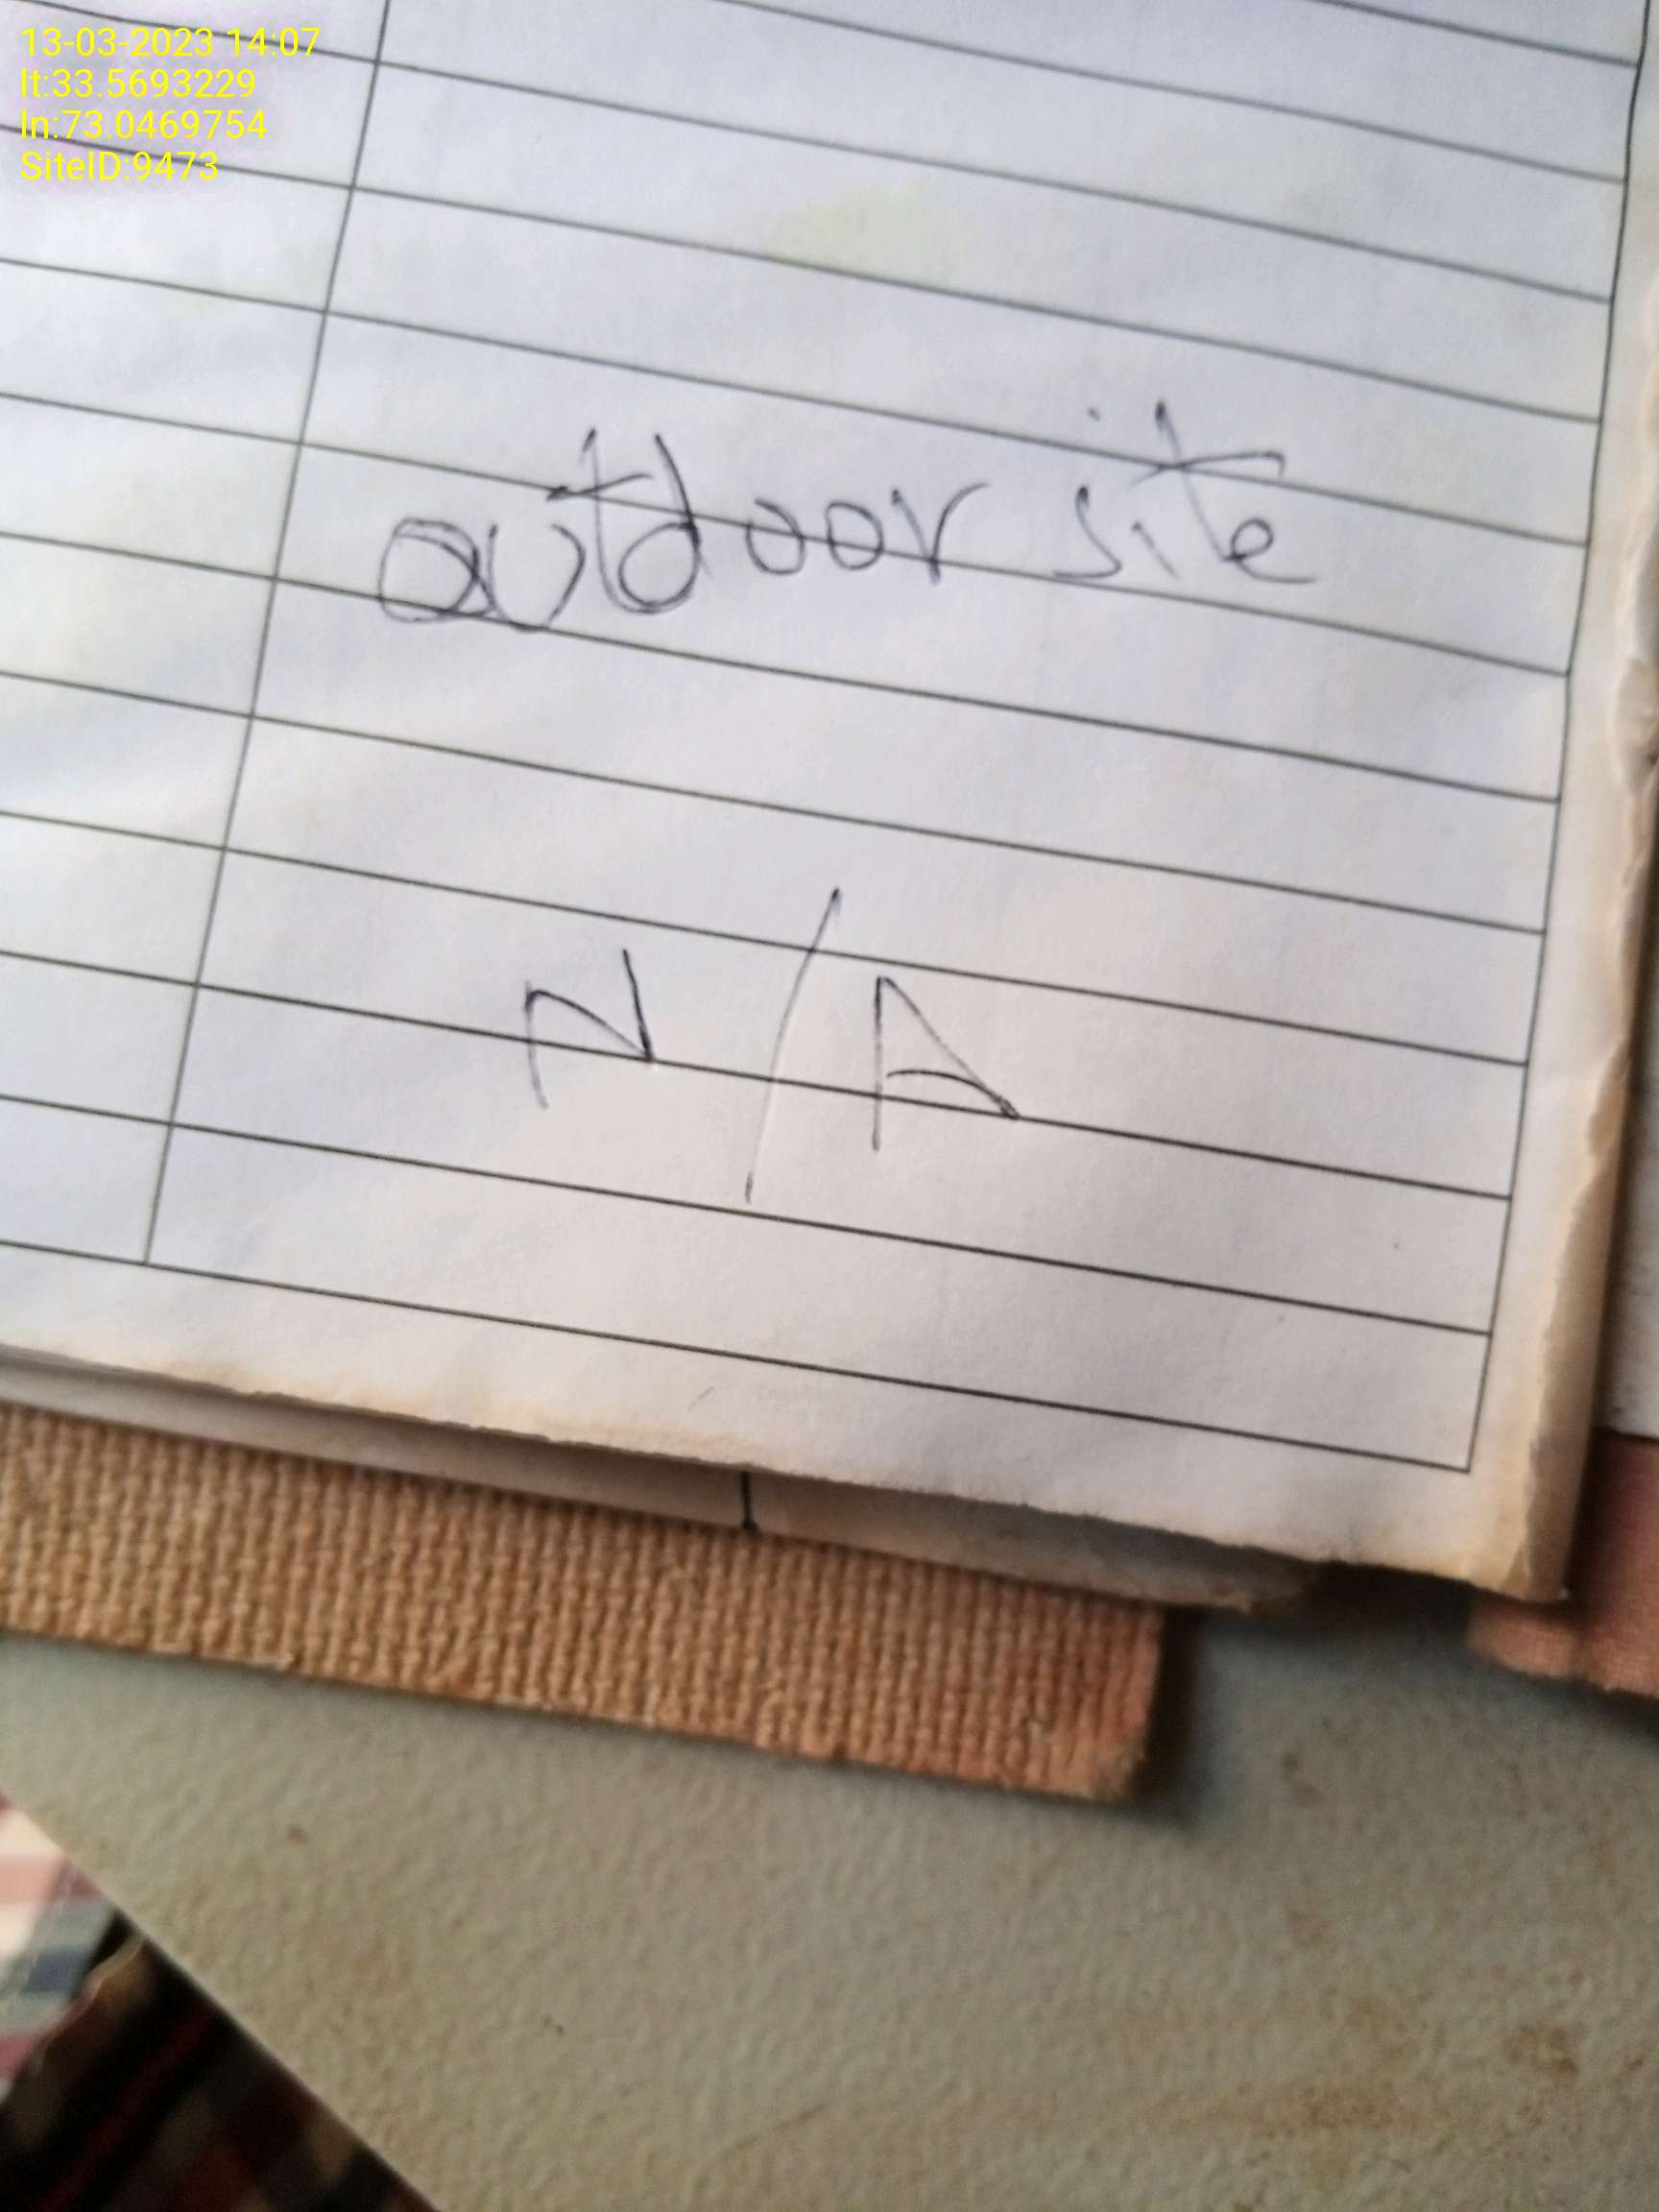 13-03-2023 14:07
lt:33.5693229
ln:73.0469754
SiteID:9473
outdoor site
N/A